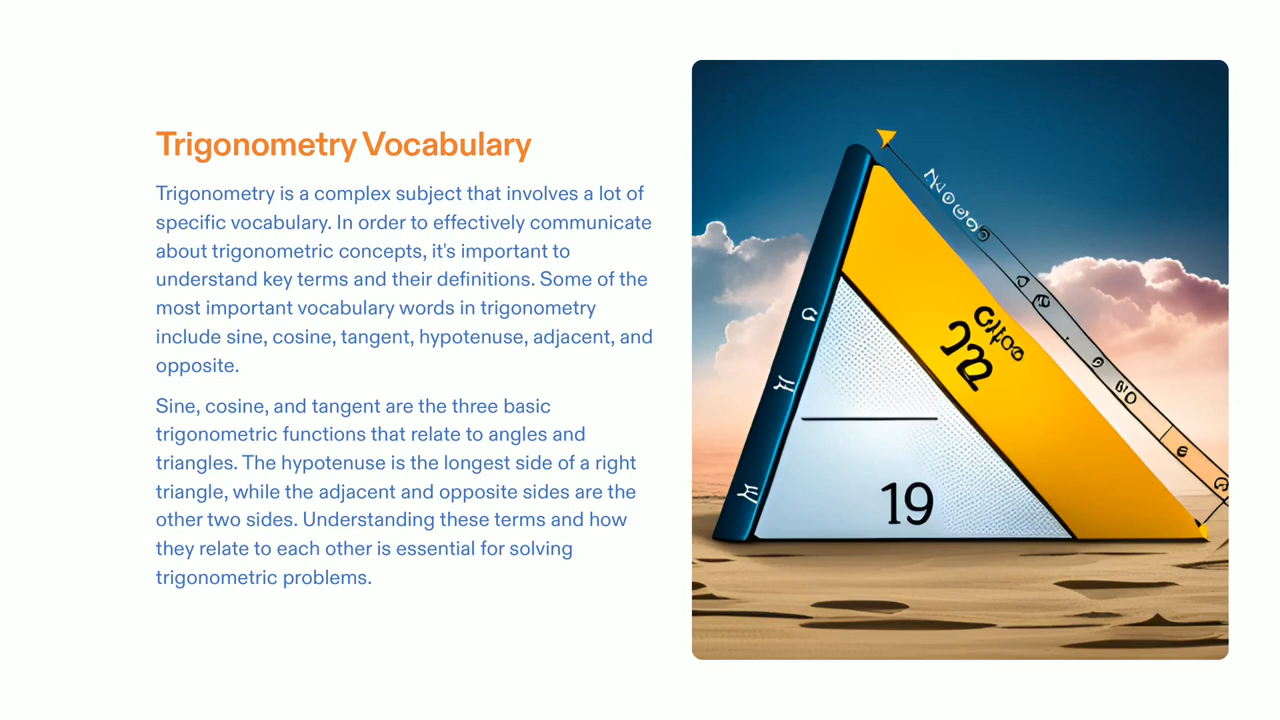 Trigonometry Vocabulary
Trigonometry is a complex subject that involves a lot of
specific vocabulary. In order to effectively communicate
about trigonometric concepts, it's important to
understand key terms and their definitions. Some of the
most important vocabulary words in trigonometry
include sine, cosine, tangent, hypotenuse, adjacent, and
opposite.
Sine, cosine, and tangent are the three basic
trigonometric functions that relate to angles and
triangles. The hypotenuse is the longest side of a right
triangle, while the adjacent and opposite sides are the
other two sides. Understanding these terms and how
they relate to each other is essential for solving
trigonometric problems.
19